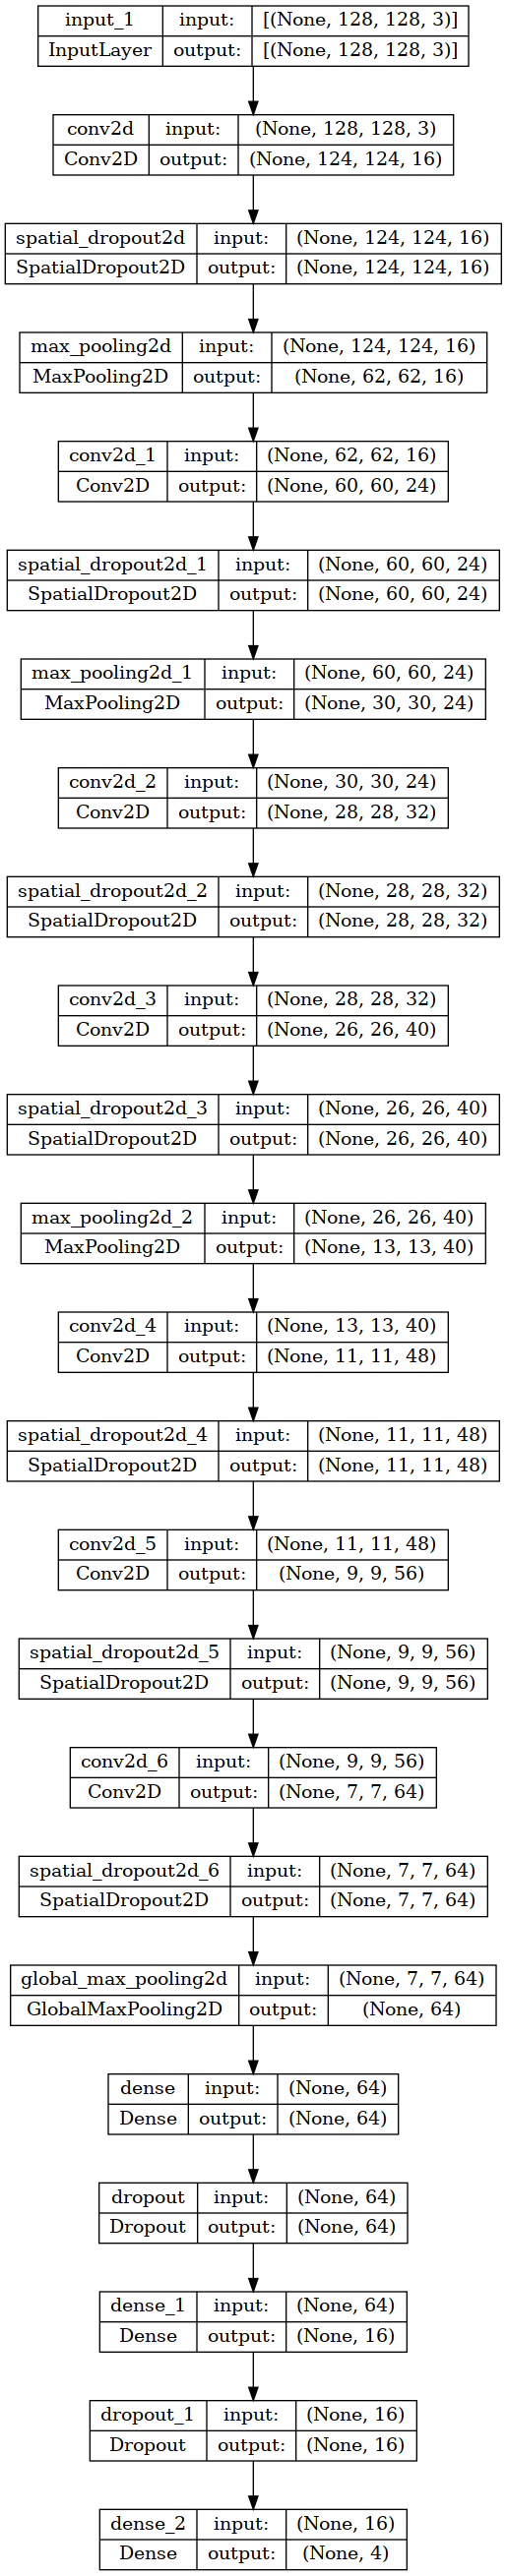 input_1 input: [(None, 128, 128, 3)]
InputLayer output: [(None, 128, 128, 3)]
conv2d input: (None, 128, 128, 3)
Conv2D output: (None, 124, 124, 16)
spatial_dropout2d input: (None, 124, 124, 16)
SpatialDropout2D output: (None, 124, 124, 16)
max_pooling2d input: (None, 124, 124, 16)
MaxPooling2D output: (None, 62, 62, 16)
conv2d_1 input: (None, 62, 62, 16)
Conv2D output: (None, 60, 60, 24)
spatial_dropout2d_1 input: (None, 60, 60, 24)
SpatialDropout2D output: (None, 60, 60, 24)
max_pooling2d_1 input: (None, 60, 60, 24)
MaxPooling2D output: (None, 30, 30, 24)
conv2d_2 input: (None, 30, 30, 24)
Conv2D output: (None, 28, 28, 32)
spatial_dropout2d_2 input: (None, 28, 28, 32)
SpatialDropout2D output: (None, 28, 28, 32)
conv2d_3 input: (None, 28, 28, 32)
Conv2D output: (None, 26, 26, 40)
spatial_dropout2d_3 input: (None, 26, 26, 40)
SpatialDropout2D output: (None, 26, 26, 40)
max_pooling2d_2 input: (None, 26, 26, 40)
MaxPooling2D output: (None, 13, 13, 40)
conv2d_4 input: (None, 13, 13, 40)
Conv2D output: (None, 11, 11, 48)
spatial_dropout2d_4 input: (None, 11, 11, 48)
SpatialDropout2D output: (None, 11, 11, 48)
conv2d_5 input: (None, 11, 11, 48)
Conv2D output: (None, 9, 9, 56)
spatial_dropout2d_5 input: (None, 9, 9, 56)
SpatialDropout2D output: (None, 9, 9, 56)
conv2d_6 input: (None, 9, 9, 56)
Conv2D output: (None, 7, 7, 64)
spatial_dropout2d_6 input: (None, 7, 7, 64)
SpatialDropout2D output: (None, 7, 7, 64)
global_max_pooling2d input: (None, 7, 7, 64)
GlobalMaxPooling2D output: (None, 64)
dense input: (None, 64)
Dense output: (None, 64)
dropout input: (None, 64)
Dropout output: (None, 64)
dense_1 input: (None, 64)
Dense output: (None, 16)
dropout_1 input: (None, 16)
Dropout output: (None, 16)
dense_2 input: (None, 16)
Dense output: (None, 4)